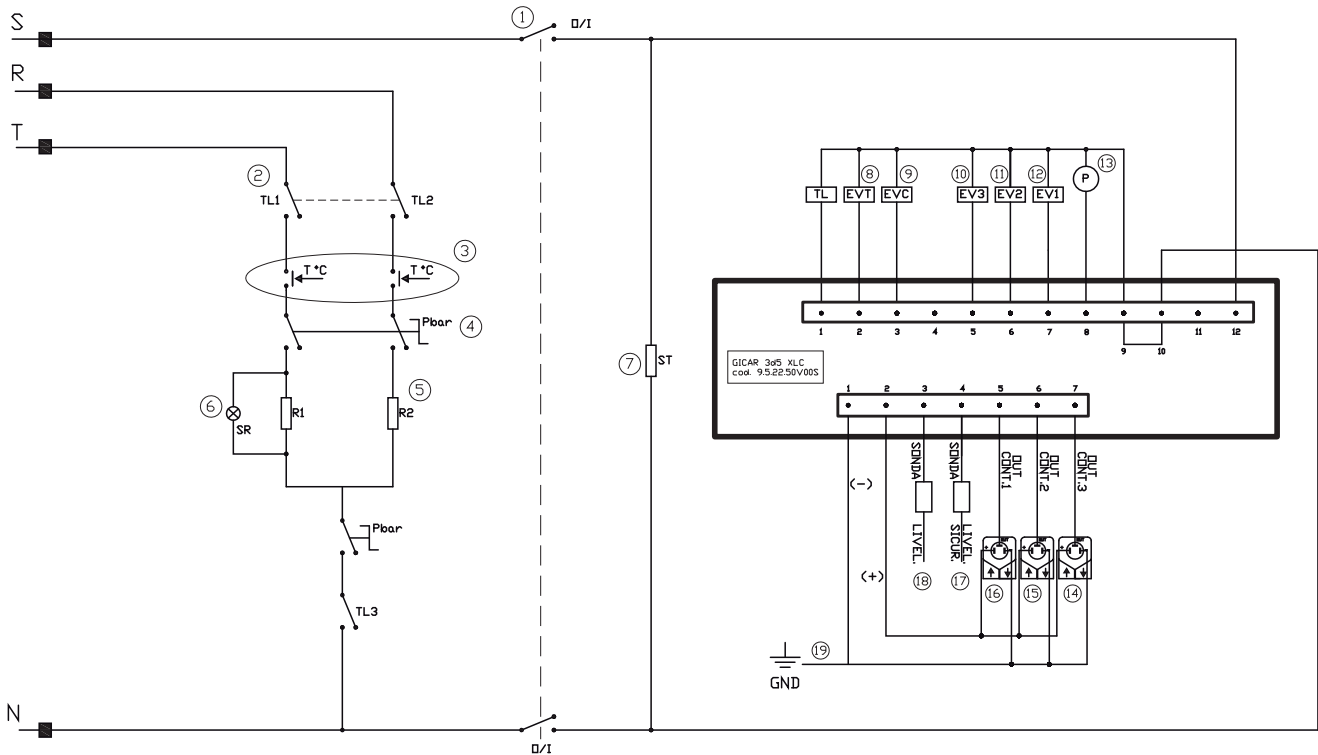 S
1
O/I
R
T
2
TL1
TL2
3
T °C
T °C
Pbar
4
5
6
R1
R2
SR
Pbar
TL3
N
O/I
7
ST
8
9
10
11
12
13
TL
EVT
EVC
EV3
EV2
EV1
P
1
2
3
4
5
6
7
8
9
10
11
12
GICAR 3d5 XLC
cod. 9.5.22.50V00S
1
2
3
4
5
6
7
(-)
(+)
SONDA
LIVEL.
SONDA
LIVEL.
SICUR.
OUT
CONT.1
OUT
CONT.2
OUT
CONT.3
OUT
OUT
OUT
+
-
+
-
+
-
18
17
16
15
14
19
GND